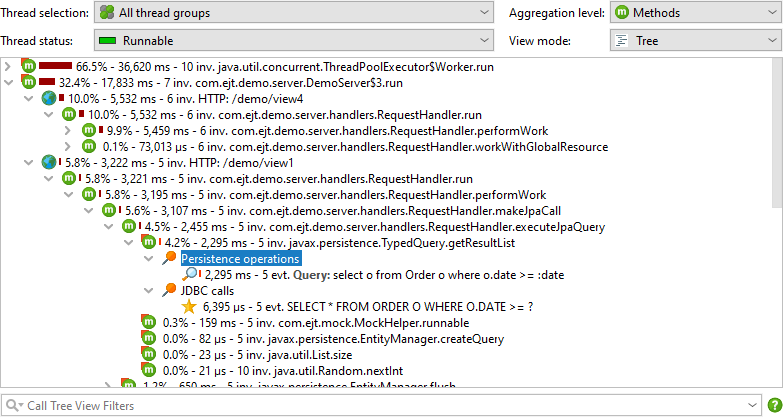 Thread selection: All thread groups Aggregation level: m Methods
Thread status: Runnable View mode: Tree
m 66.5% - 36,620 ms - 10 inv. java.util.concurrent.ThreadPoolExecutor$Worker.run
m 32.4% - 17,833 ms - 7 inv. com.ejt.demo.server.DemoServer$3.run
10.0% - 5,532 ms - 6 inv. HTTP: /demo/view4
m 10.0% - 5,532 ms - 6 inv. com.ejt.demo.server.handlers.RequestHandler.run
m 9.9% - 5,459 ms - 6 inv. com.ejt.demo.server.handlers.RequestHandler.performWork
m 0.1% - 73,013 µs - 6 inv. com.ejt.demo.server.handlers.RequestHandler.workWithGlobalResource
5.8% - 3,222 ms - 5 inv. HTTP: /demo/view1
m 5.8% - 3,221 ms - 5 inv. com.ejt.demo.server.handlers.RequestHandler.run
m 5.8% - 3,195 ms - 5 inv. com.ejt.demo.server.handlers.RequestHandler.performWork
m 5.6% - 3,107 ms - 5 inv. com.ejt.demo.server.handlers.RequestHandler.makeJpaCall
m 4.5% - 2,455 ms - 5 inv. com.ejt.demo.server.handlers.RequestHandler.executeJpaQuery
m 4.2% - 2,295 ms - 5 inv. javax.persistence.TypedQuery.getResultList
Persistence operations
2,295 ms - 5 evt. Query: select o from Order o where o.date >= :date
JDBC calls
6,395 µs - 5 evt. SELECT * FROM ORDER O WHERE O.DATE >= ?
m 0.3% - 159 ms - 5 inv. com.ejt.mock.MockHelper.runnable
m 0.0% - 82 µs - 5 inv. javax.persistence.EntityManager.createQuery
m 0.0% - 23 µs - 5 inv. java.util.List.size
m 0.0% - 21 µs - 10 inv. java.util.Random.nextInt
1.2% - 650 ms - 5 inv. javax.persistence.EntityManager.flush
Call Tree View Filters ?